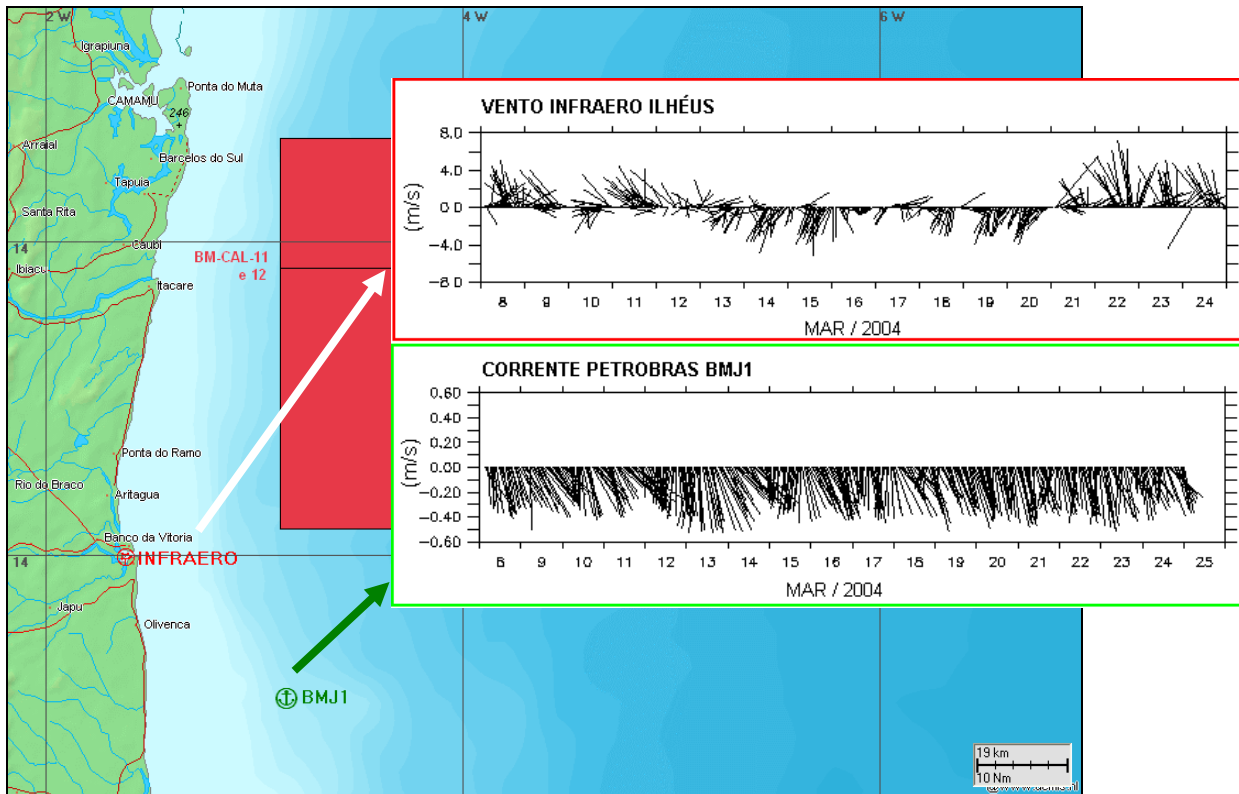 2 W
4 W
6 W
Igrapiuna
Ponta do Muta
CAMAMU
246
Arraial
Barcelos do Sul
Tapuia
Santa Rita
14
Caubi
Ibiacu
BM-CAL-11
e 12
Itacare
Ponta do Ramo
Rio do Braco
Aritagua
Banco da Vitoria
INFRAERO
14
Japu
Olivenca
BMJ1
VENTO INFRAERO ILHÉUS
8.0
4.0
0.0
-4.0
-8.0
(m/s)
8 9 10 11 12 13 14 15 16 17 18 19 20 21 22 23 24
MAR / 2004
CORRENTE PETROBRAS BMJ1
0.60
0.40
0.20
0.00
-0.20
-0.40
-0.60
(m/s)
8 9 10 11 12 13 14 15 16 17 18 19 20 21 22 23 24 25
MAR / 2004
19 km
10 Nm